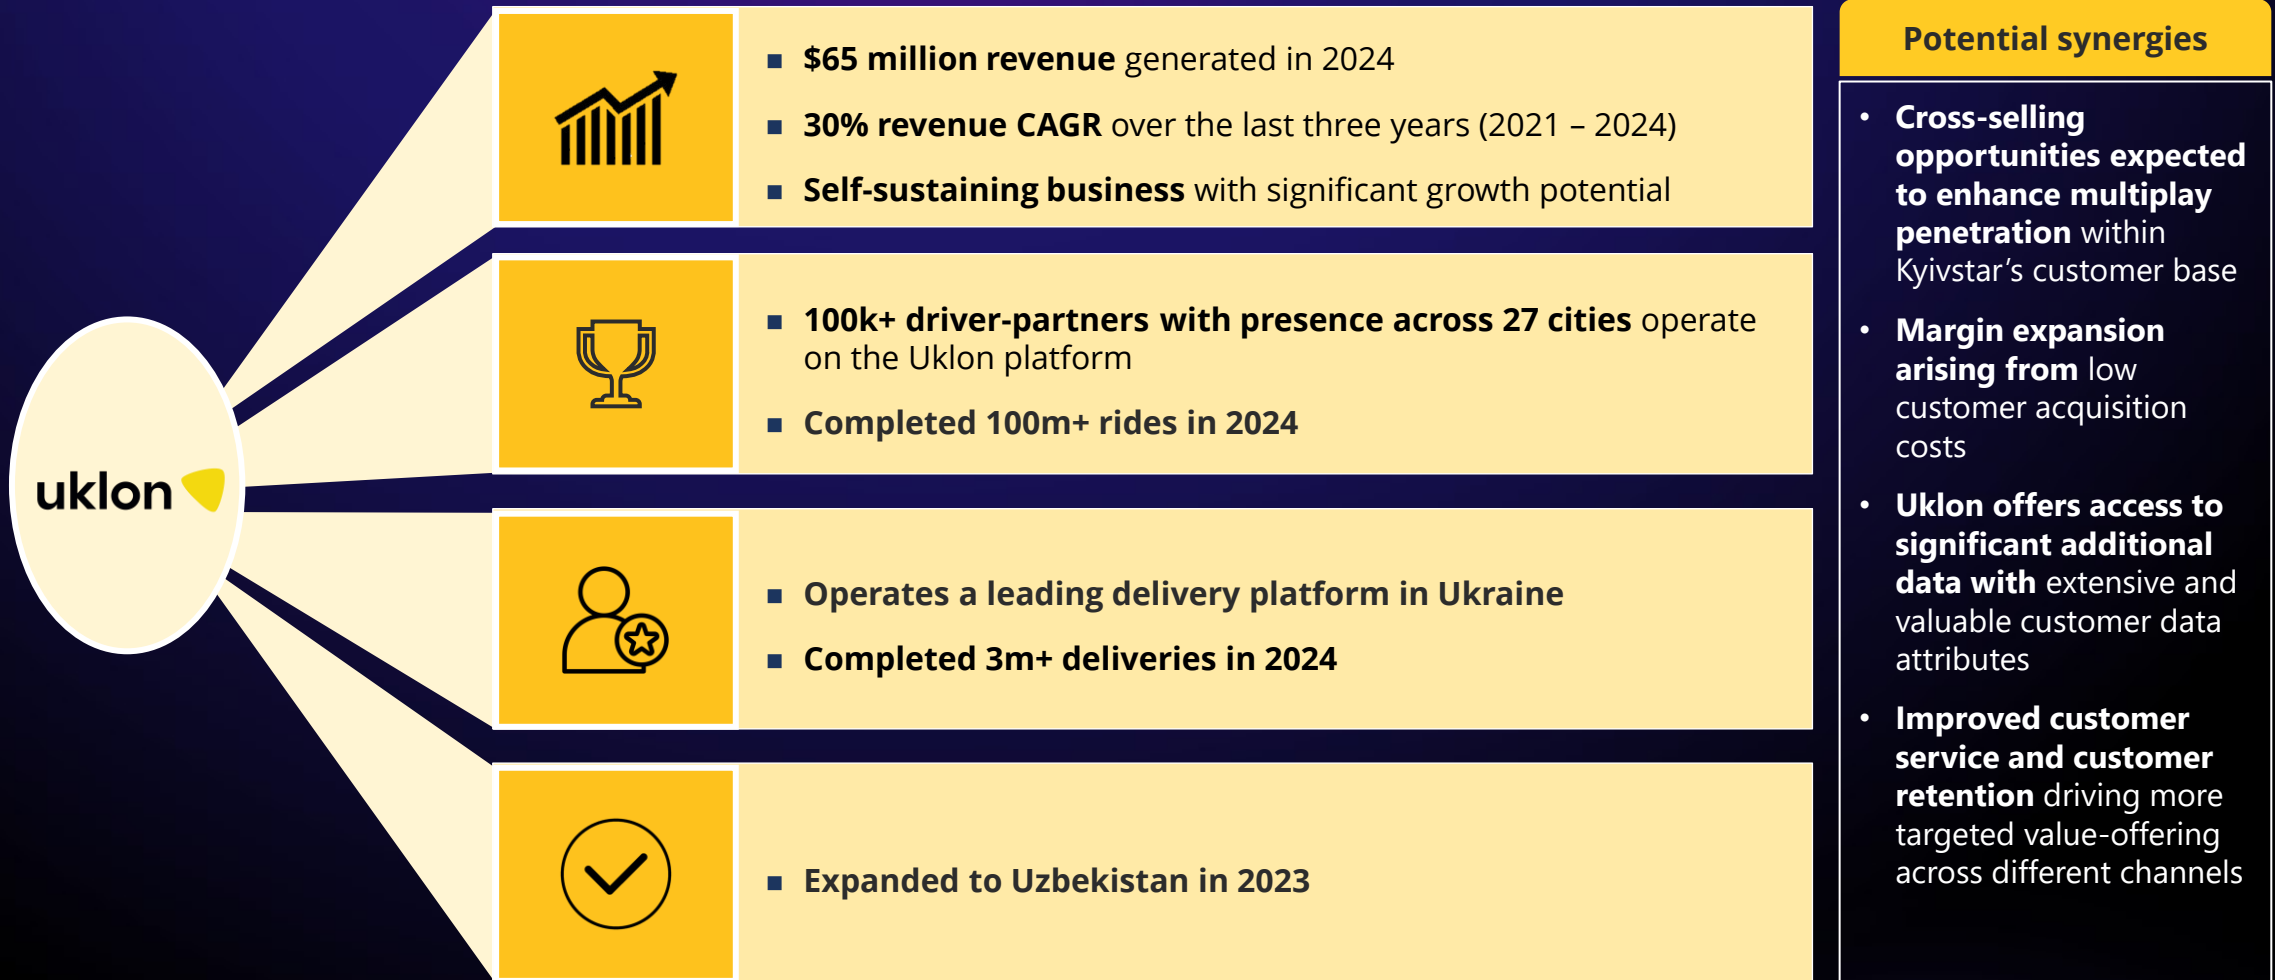 uklon
$65 million revenue generated in 2024
30% revenue CAGR over the last three years (2021 – 2024)
Self-sustaining business with significant growth potential
100k+ driver-partners with presence across 27 cities operate
on the Uklon platform
Completed 100m+ rides in 2024
Operates a leading delivery platform in Ukraine
Completed 3m+ deliveries in 2024
Expanded to Uzbekistan in 2023
Potential synergies
Cross-selling
opportunities expected
to enhance multiplay
penetration within
Kyivstar’s customer base
Margin expansion
arising from low
customer acquisition
costs
Uklon offers access to
significant additional
data with extensive and
valuable customer data
attributes
Improved customer
service and customer
retention driving more
targeted value-offering
across different channels